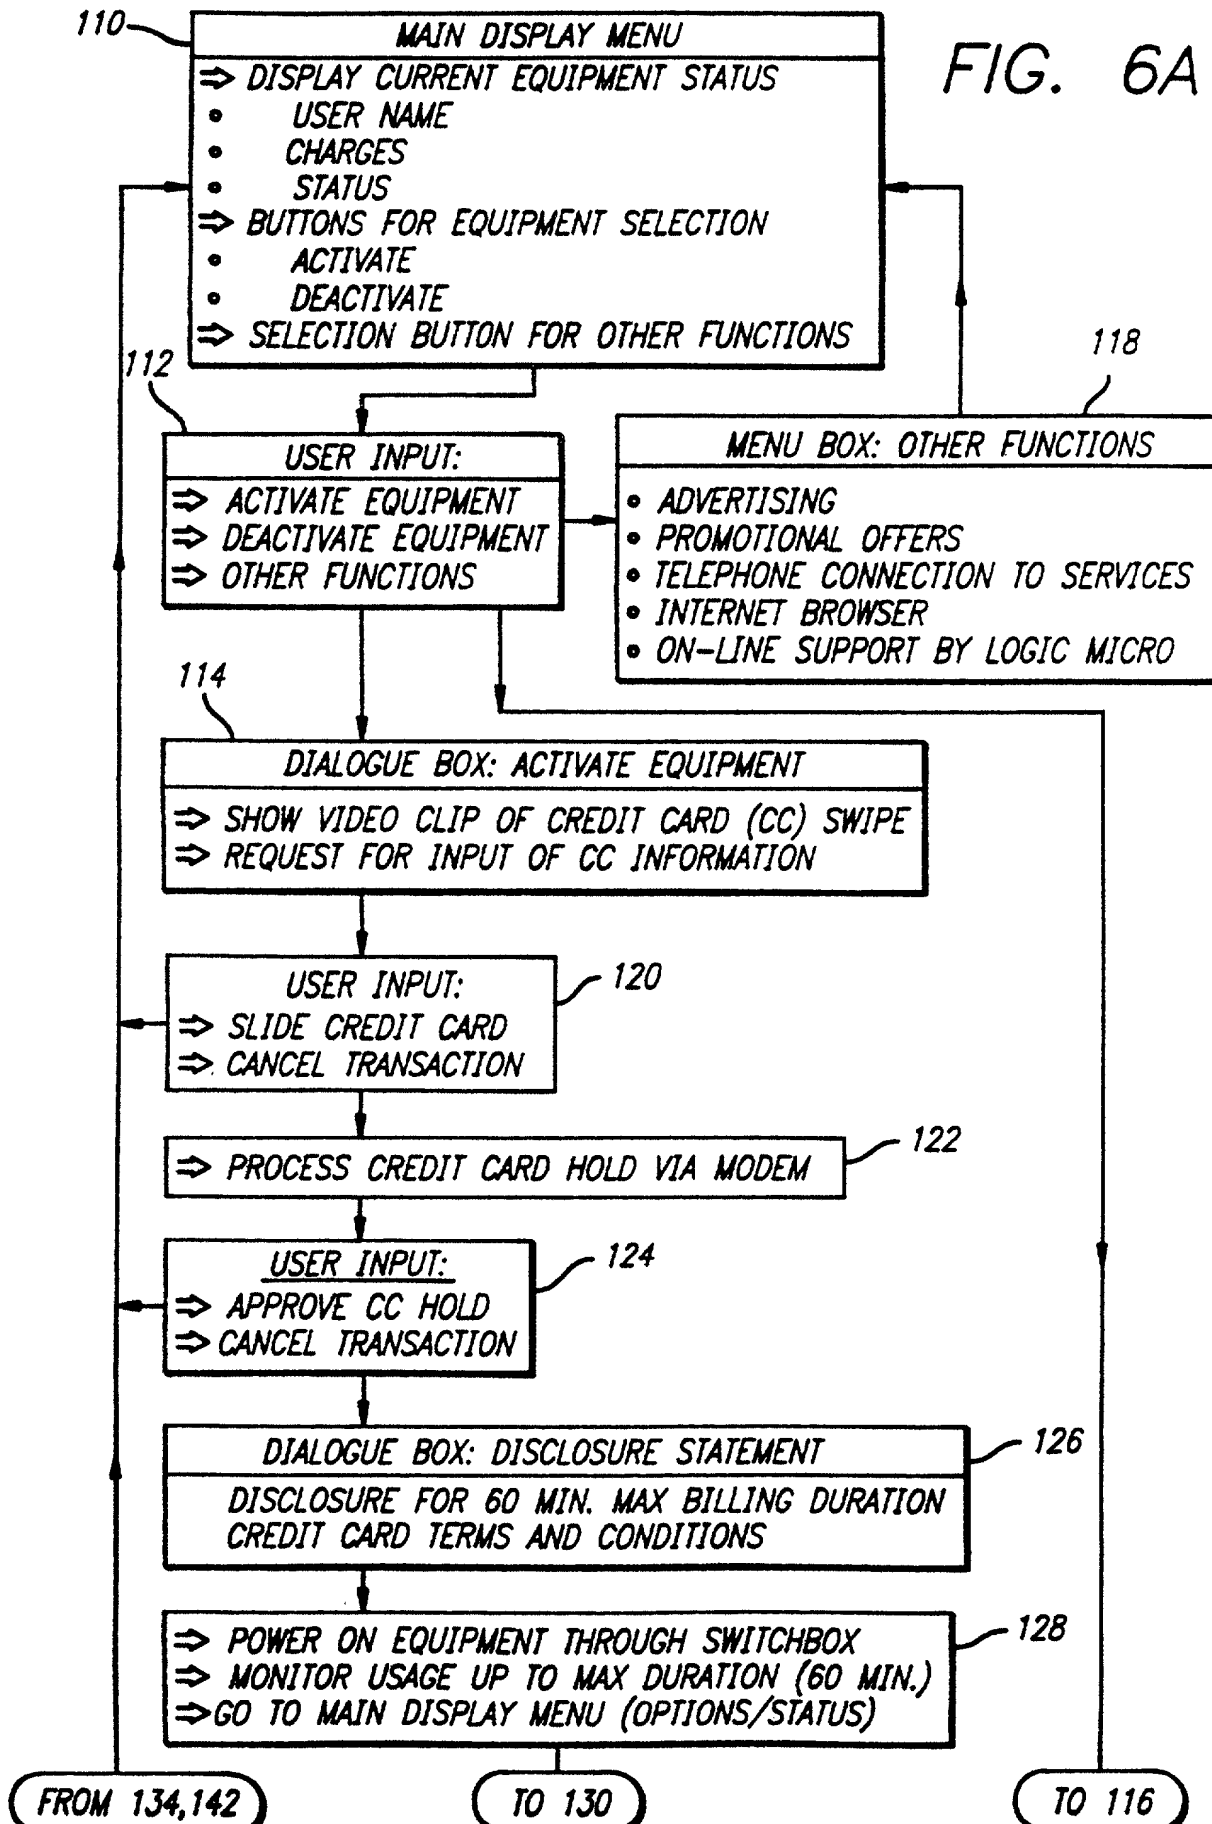 110
MAIN DISPLAY MENU
FIG. 6A
⇒ DISPLAY CURRENT EQUIPMENT STATUS
• USER NAME
• CHARGES
• STATUS
⇒ BUTTONS FOR EQUIPMENT SELECTION
• ACTIVATE
• DEACTIVATE
⇒ SELECTION BUTTON FOR OTHER FUNCTIONS
112
USER INPUT:
⇒ ACTIVATE EQUIPMENT
⇒ DEACTIVATE EQUIPMENT
⇒ OTHER FUNCTIONS
118
MENU BOX: OTHER FUNCTIONS
• ADVERTISING
• PROMOTIONAL OFFERS
• TELEPHONE CONNECTION TO SERVICES
• INTERNET BROWSER
• ON-LINE SUPPORT BY LOGIC MICRO
114
DIALOGUE BOX: ACTIVATE EQUIPMENT
⇒ SHOW VIDEO CLIP OF CREDIT CARD (CC) SWIPE
⇒ REQUEST FOR INPUT OF CC INFORMATION
120
USER INPUT:
⇒ SLIDE CREDIT CARD
⇒ CANCEL TRANSACTION
122
⇒ PROCESS CREDIT CARD HOLD VIA MODEM
124
USER INPUT:
⇒ APPROVE CC HOLD
⇒ CANCEL TRANSACTION
126
DIALOGUE BOX: DISCLOSURE STATEMENT
DISCLOSURE FOR 60 MIN. MAX BILLING DURATION
CREDIT CARD TERMS AND CONDITIONS
128
⇒ POWER ON EQUIPMENT THROUGH SWITCHBOX
⇒ MONITOR USAGE UP TO MAX DURATION (60 MIN.)
⇒ GO TO MAIN DISPLAY MENU (OPTIONS/STATUS)
FROM 134,142
TO 130
TO 116